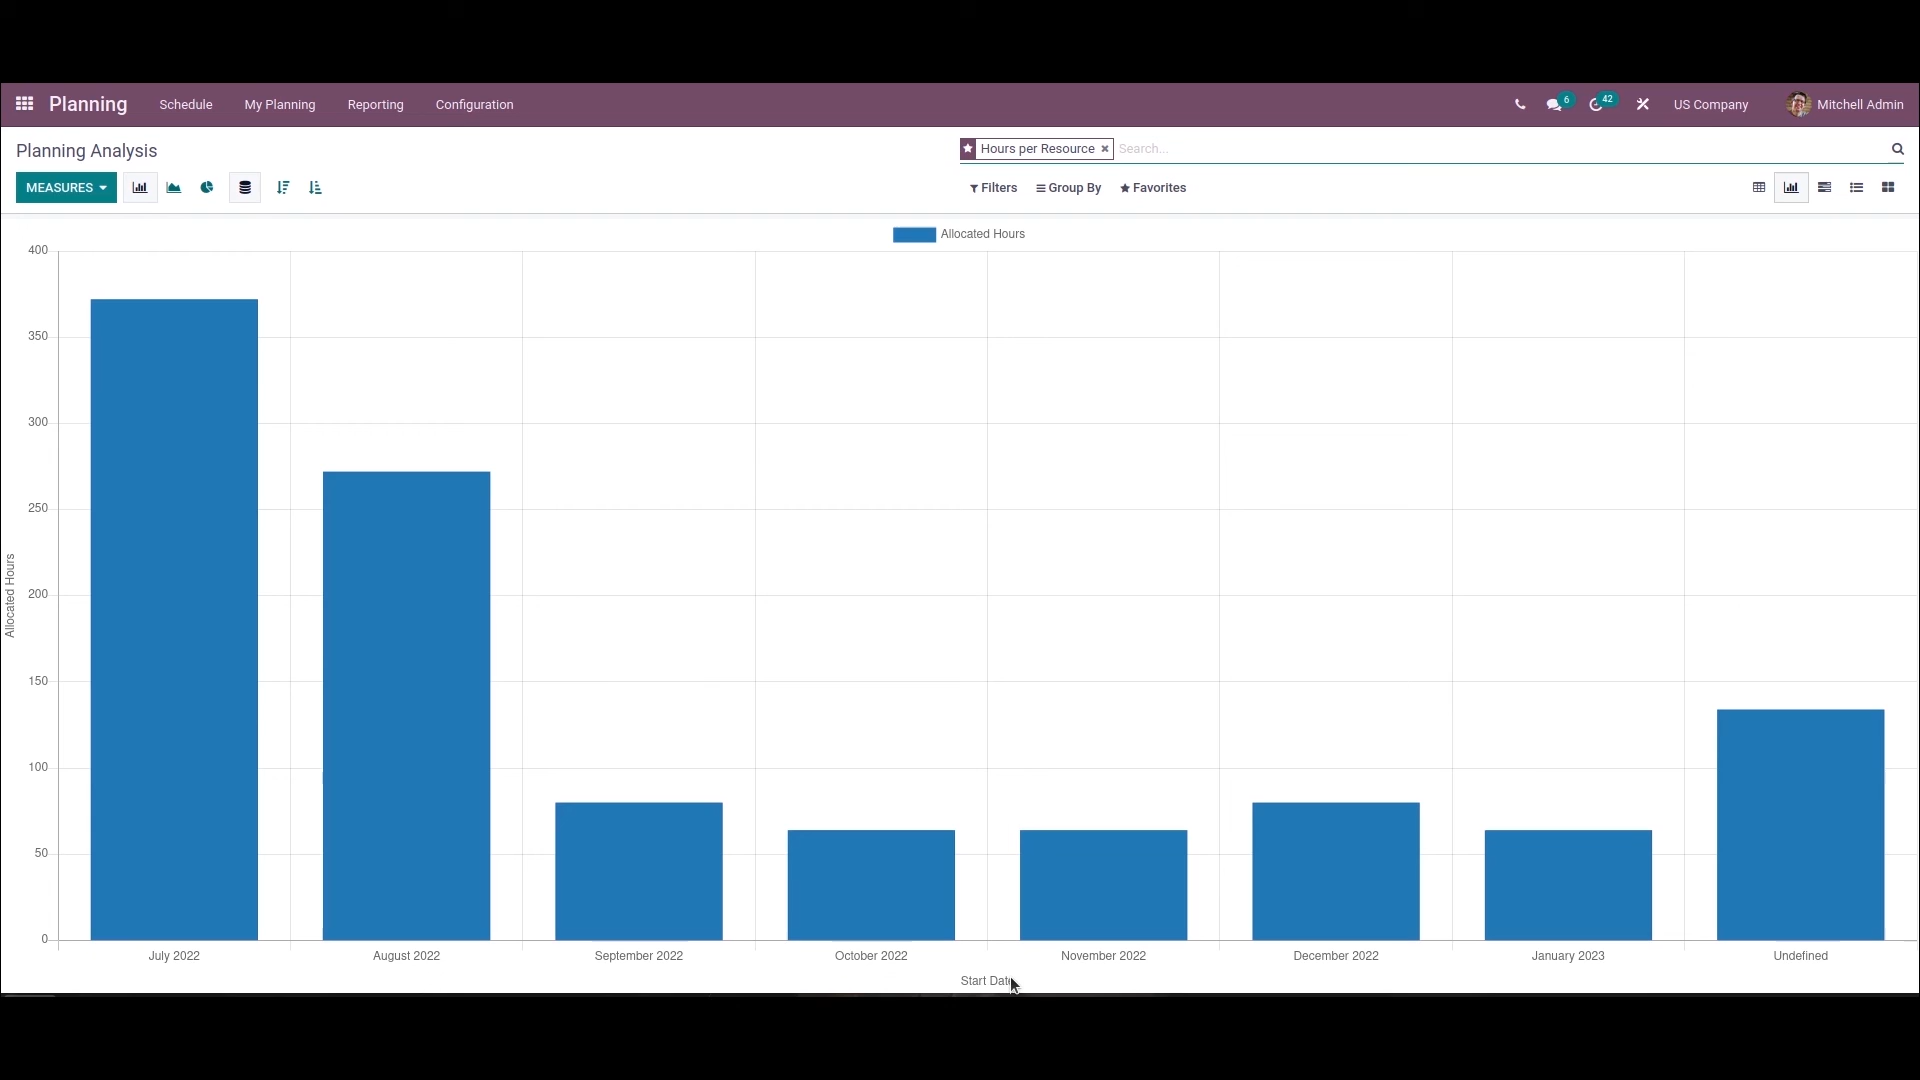 Planning Schedule My Planning Reporting Configuration 6 42 US Company Mitchell Admin
Planning Analysis Hours per Resource × Search...
MEASURES Filters Group By Favorites
Allocated Hours
400
350
300
250
200
150
100
50
0
Allocated Hours
July 2022 August 2022 September 2022 October 2022 November 2022 December 2022 January 2023 Undefined
Start Date